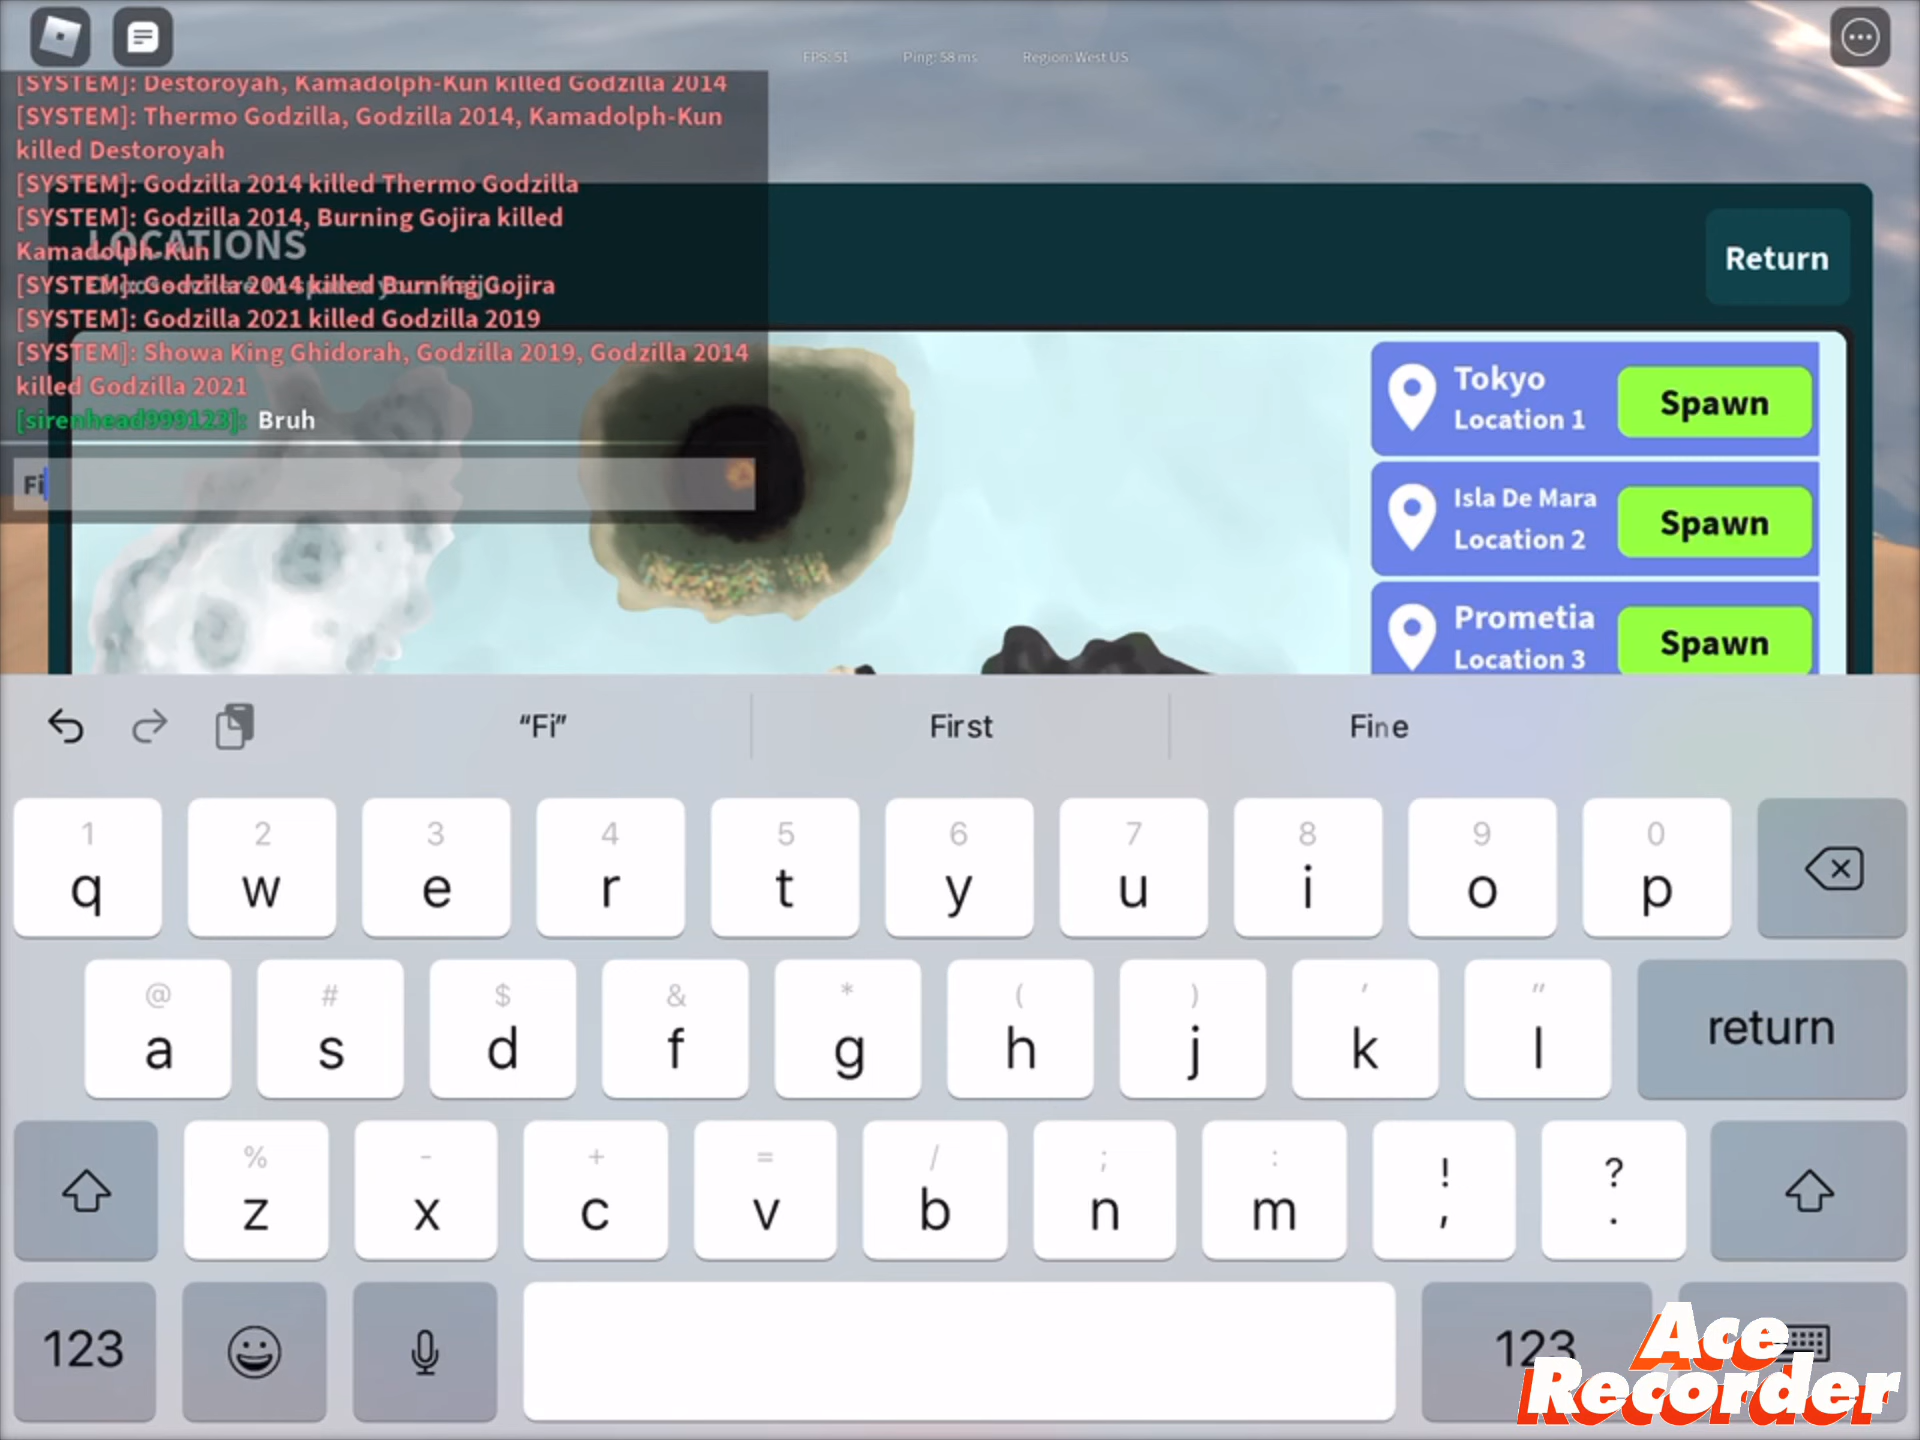 FPS: 51 Ping: 58 ms Region: West US
[SYSTEM]: Destoroyah, Kamadolph-Kun killed Godzilla 2014
[SYSTEM]: Thermo Godzilla, Godzilla 2014, Kamadolph-Kun
killed Destoroyah
[SYSTEM]: Godzilla 2014 killed Thermo Godzilla
[SYSTEM]: Godzilla 2014, Burning Gojira killed
Kamadolph-Kun
LOCATIONS
Return
[SYSTEM]: Godzilla 2014 killed Burning Gojira
[SYSTEM]: Godzilla 2021 killed Godzilla 2019
[SYSTEM]: Showa King Ghidorah, Godzilla 2019, Godzilla 2014
killed Godzilla 2021
[sirenhead999123]: Bruh
Fi
Tokyo
Location 1
Spawn
Isla De Mara
Location 2
Spawn
Prometia
Location 3
Spawn
“Fi” First Fine
1 2 3 4 5 6 7 8 9 0
q w e r t y u i o p
@ # $ & * ( ) ' "
a s d f g h j k l return
% - + = / ; : ! ?
z x c v b n m , .
123 123
Ace
Recorder